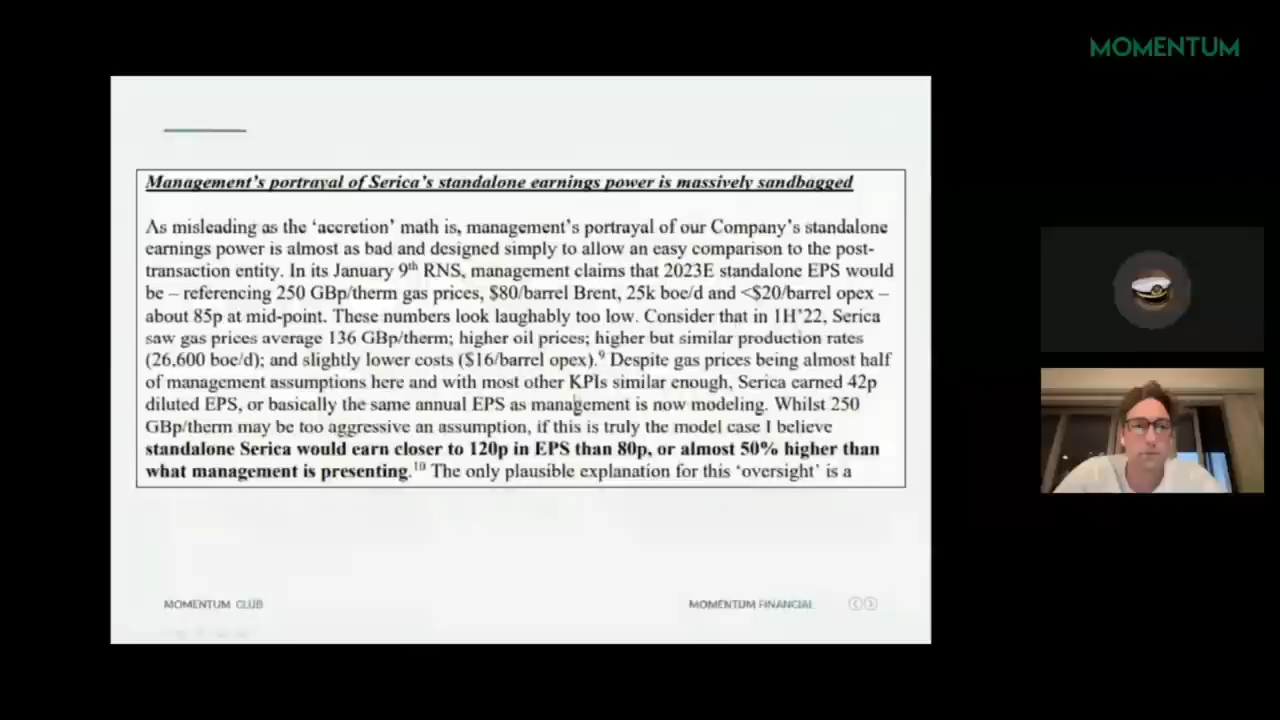 MOMENTUM
Management's portrayal of Serica's standalone earnings power is massively sandbagged
As misleading as the 'accretion' math is, management's portrayal of our Company's standalone
earnings power is almost as bad and designed simply to allow an easy comparison to the post-
transaction entity. In its January 9th RNS, management claims that 2023E standalone EPS would
be – referencing 250 GBp/therm gas prices, $80/barrel Brent, 25k boe/d and <$20/barrel opex –
about 85p at mid-point. These numbers look laughably too low. Consider that in 1H'22, Serica
saw gas prices average 136 GBp/therm; higher oil prices; higher but similar production rates
(26,600 boe/d); and slightly lower costs ($16/barrel opex).9 Despite gas prices being almost half
of management assumptions here and with most other KPIs similar enough, Serica earned 42p
diluted EPS, or basically the same annual EPS as management is now modeling. Whilst 250
GBp/therm may be too aggressive an assumption, if this is truly the model case I believe
standalone Serica would earn closer to 120p in EPS than 80p, or almost 50% higher than
what management is presenting.10 The only plausible explanation for this 'oversight' is a
MOMENTUM CLUB
MOMENTUM FINANCIAL